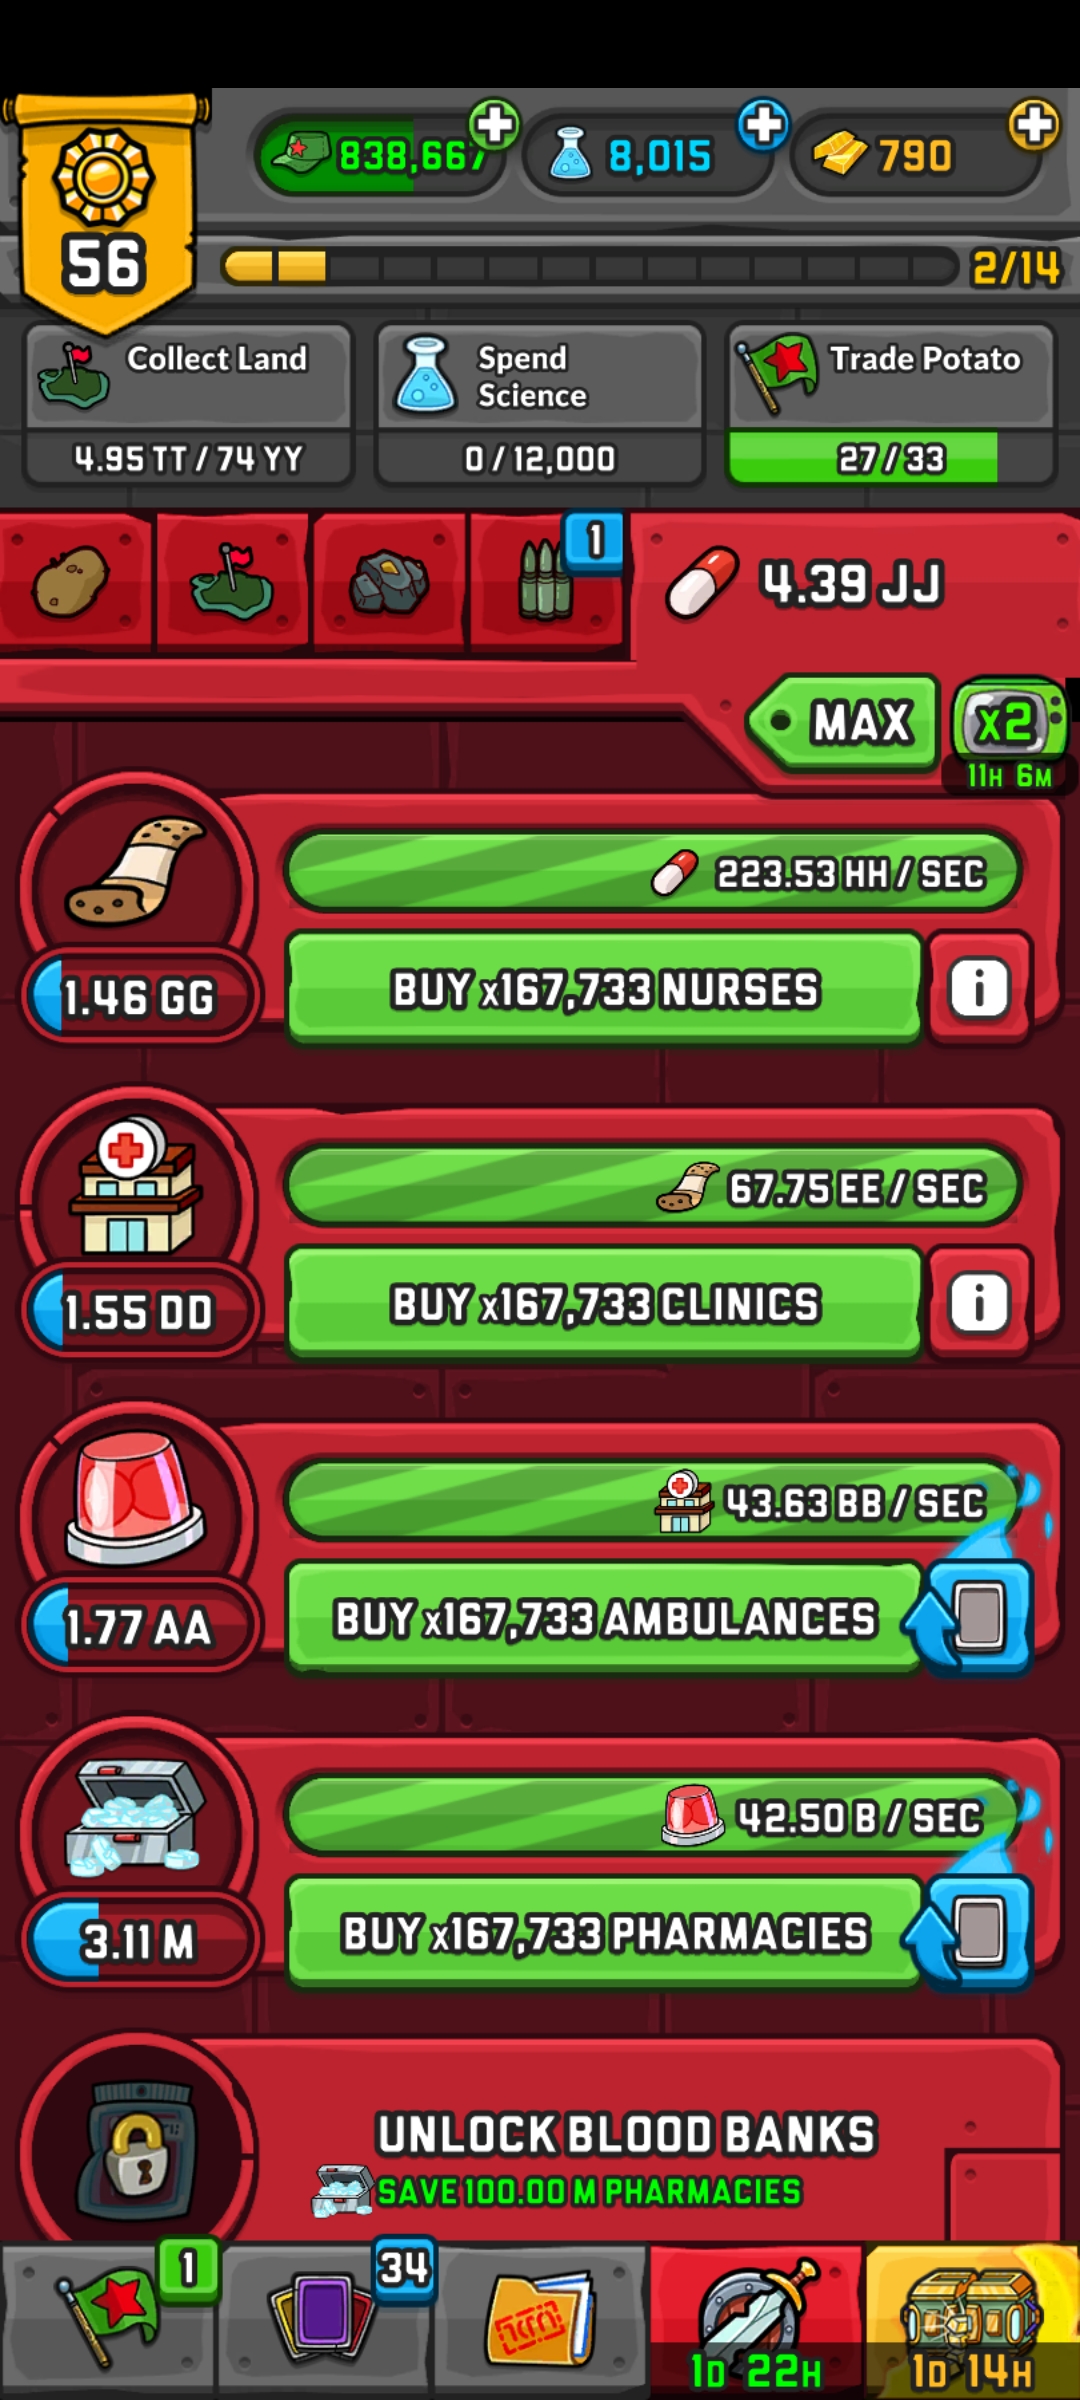 838,667
8,015
790
56
2/14
Collect Land
4.95 TT / 74 YY
Spend
Science
0 / 12,000
Trade Potato
27 / 33
1
4.39 JJ
MAX
x2
11H 6M
223.53 HH / SEC
1.46 GG
BUY x167,733 NURSES
i
67.75 EE / SEC
1.55 DD
BUY x167,733 CLINICS
i
43.63 BB / SEC
1.77 AA
BUY x167,733 AMBULANCES
42.50 B / SEC
3.11 M
BUY x167,733 PHARMACIES
UNLOCK BLOOD BANKS
SAVE 100.00 M PHARMACIES
1
34
1D 22H
1D 14H